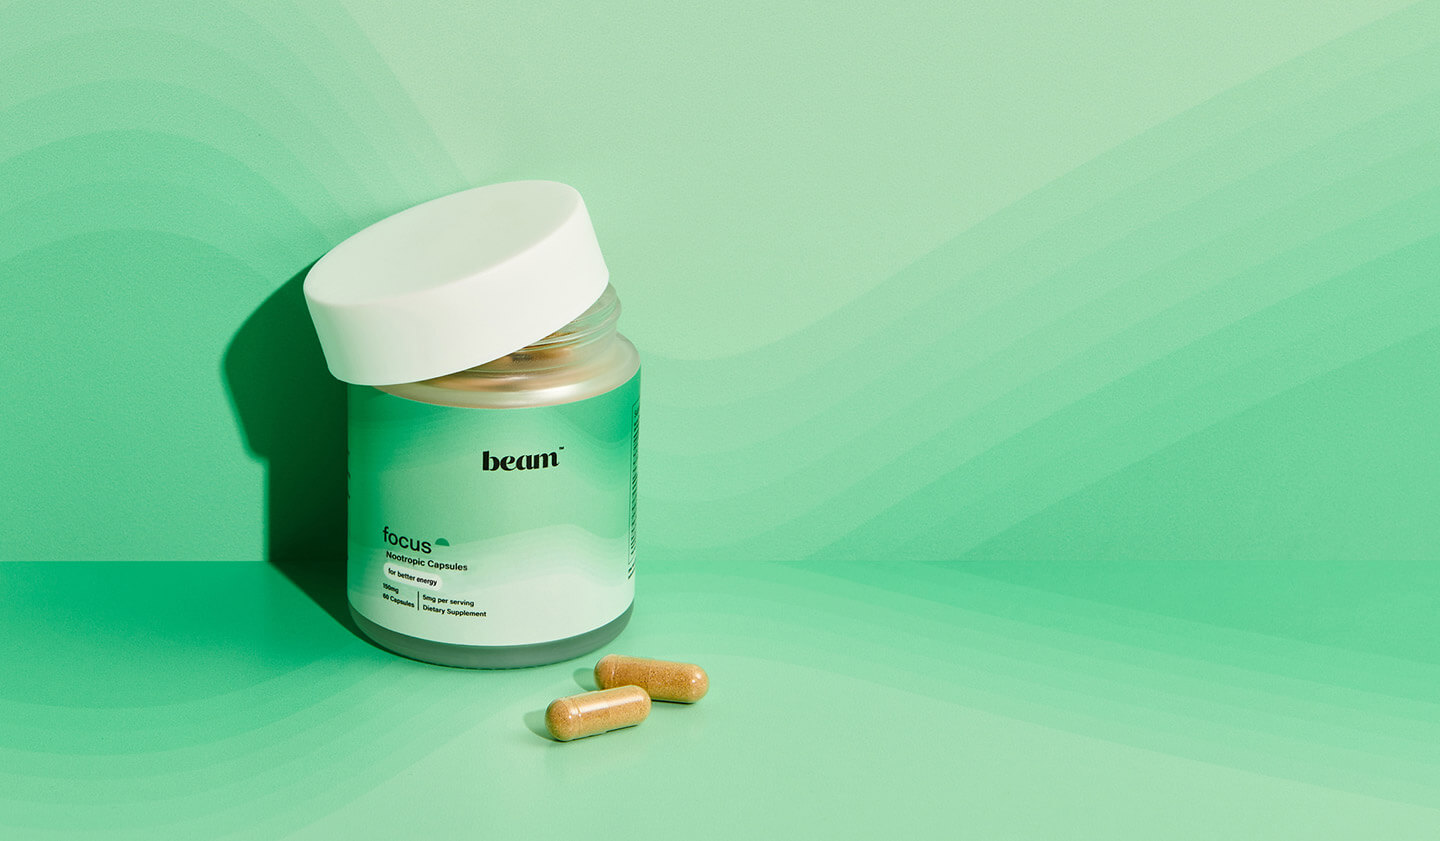 beam™
focus
Nootropic Capsules
for better energy
150mg
60 Capsules
5mg per serving
Dietary Supplement